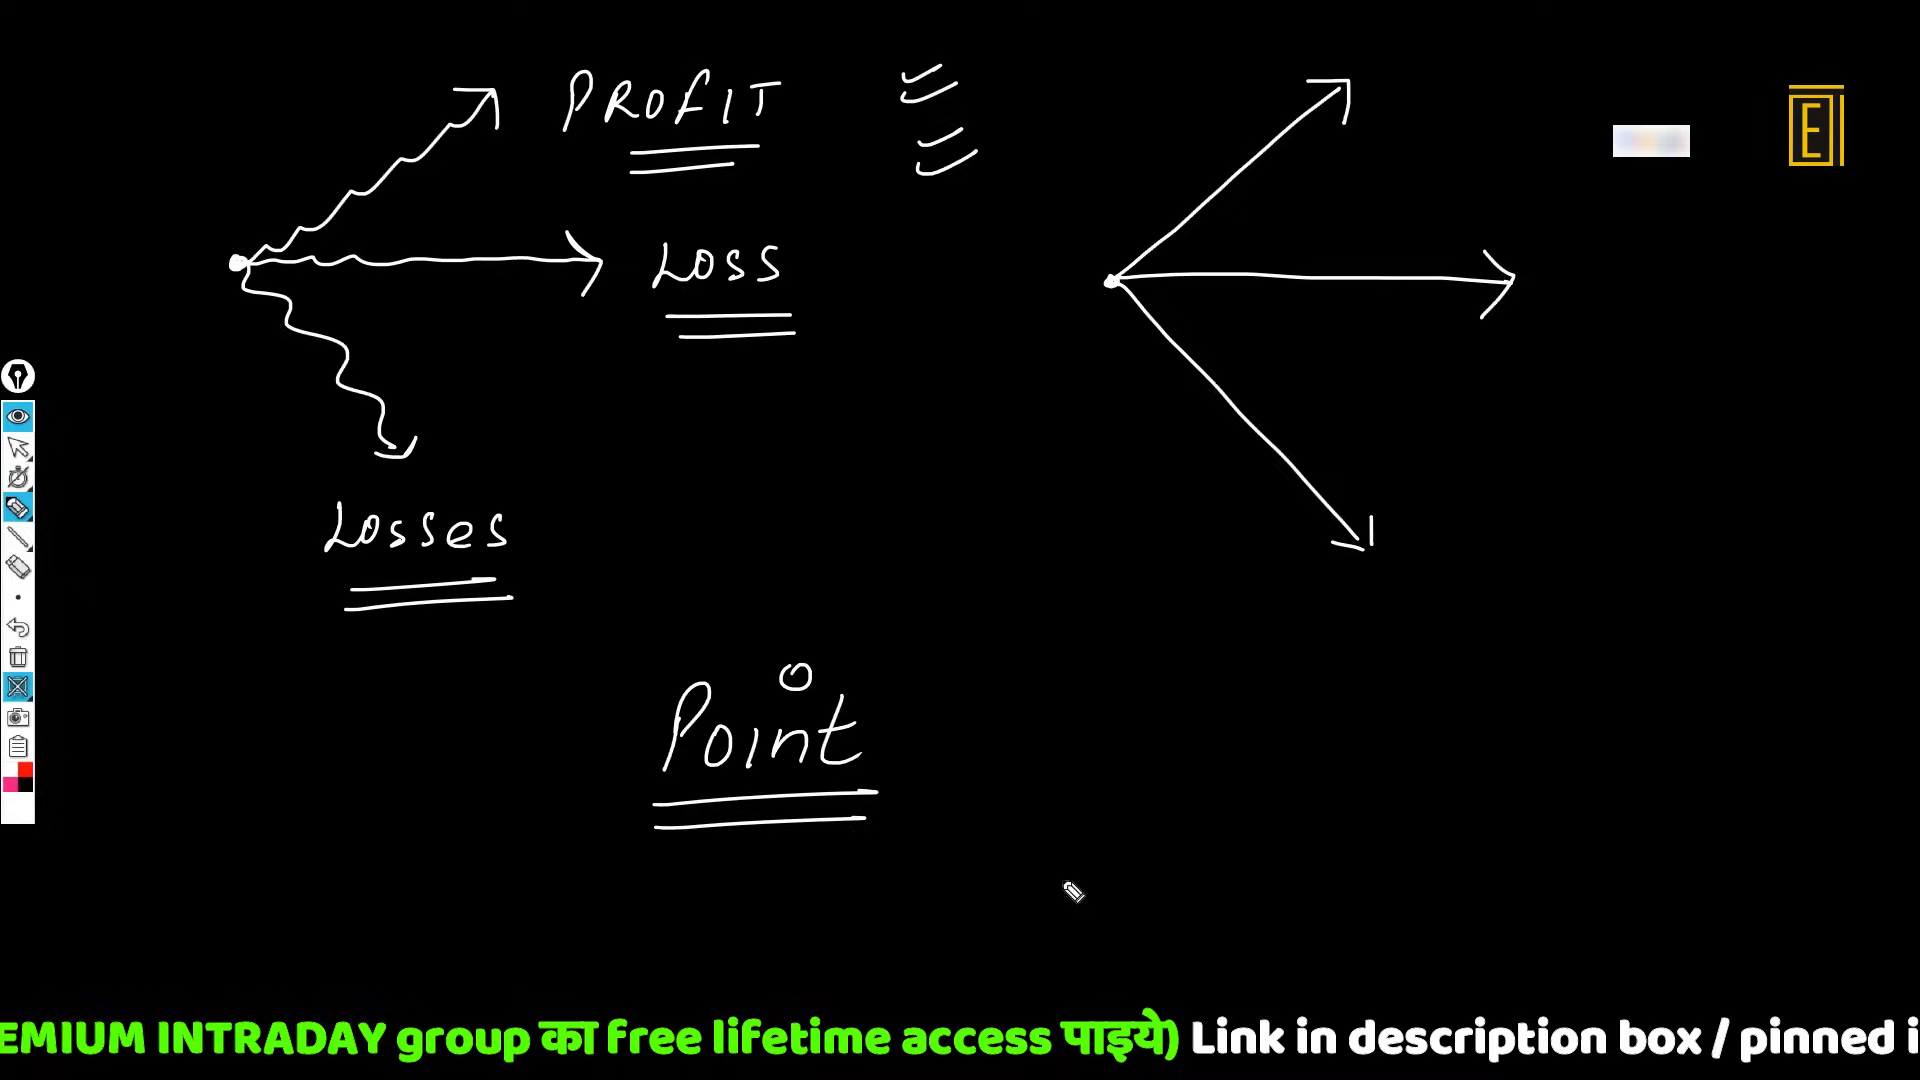 PROFIT
LOSS
Losses
Point
E
EMIUM INTRADAY group का free lifetime access पाइये) Link in description box / pinned i